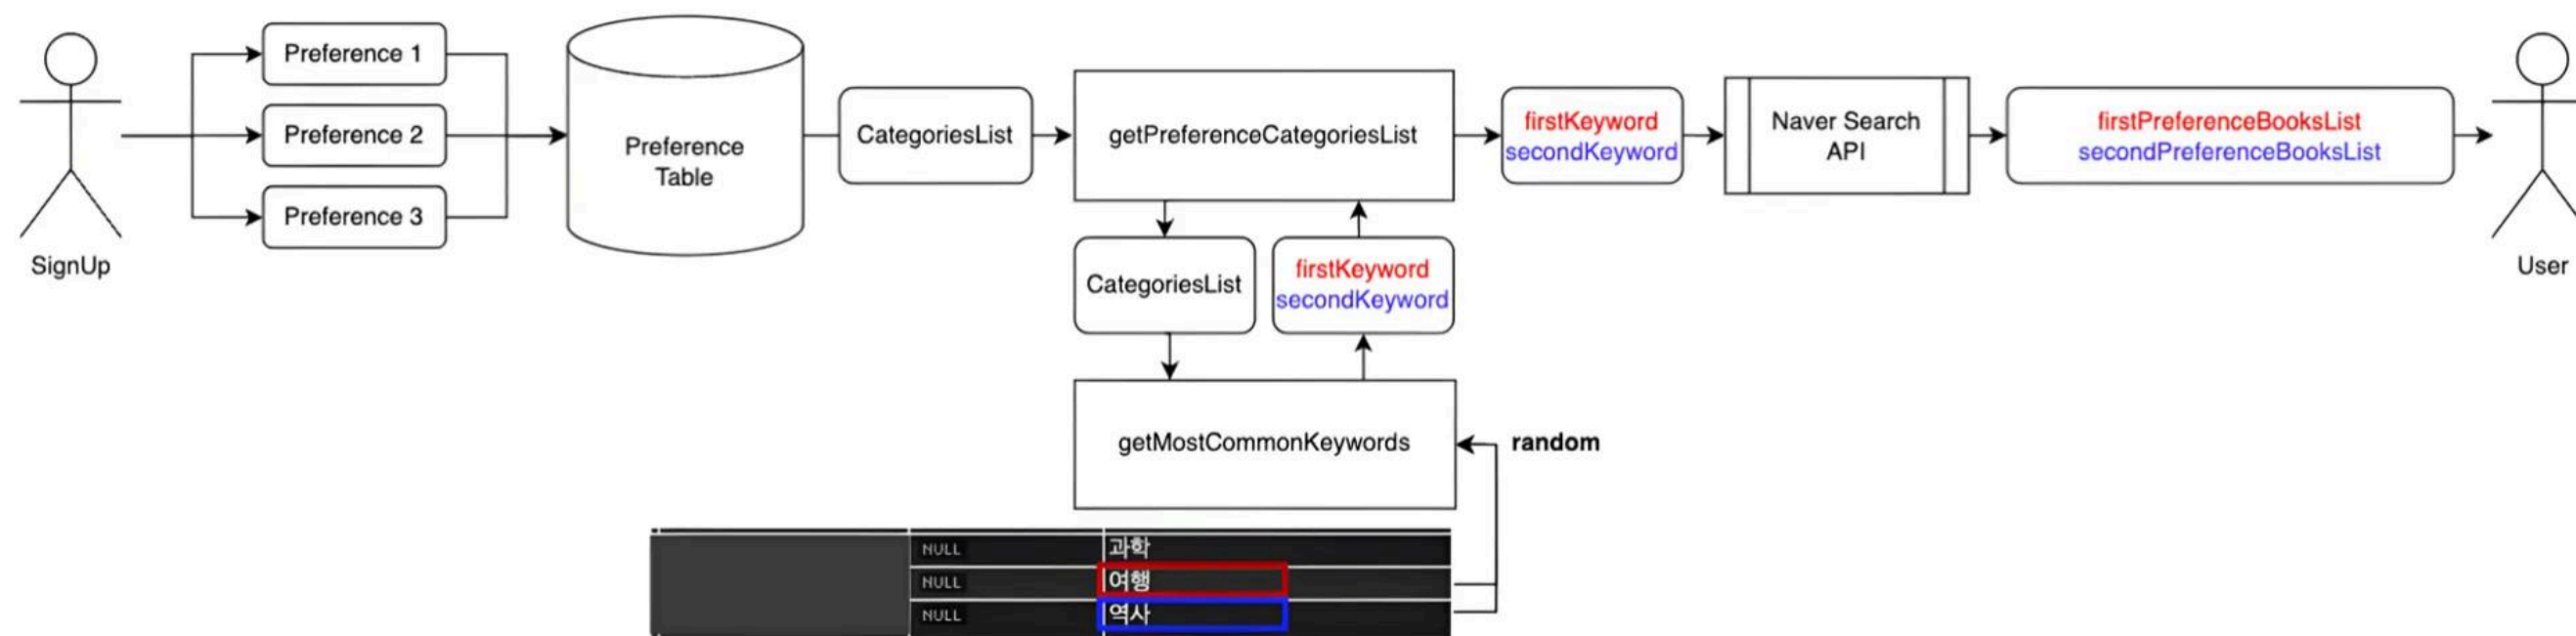 SignUp
Preference 1
Preference 2
Preference 3
Preference
Table
CategoriesList
getPreferenceCategoriesList
firstKeyword
secondKeyword
Naver Search
API
firstPreferenceBooksList
secondPreferenceBooksList
User
CategoriesList
firstKeyword
secondKeyword
getMostCommonKeywords
random
NULL 과학
NULL 여행
NULL 역사